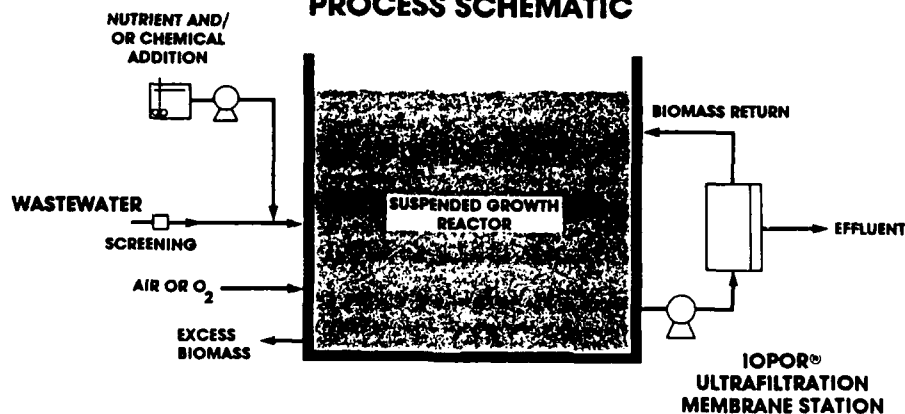 PROCESS SCHEMATIC
NUTRIENT AND/
OR CHEMICAL
ADDITION
BIOMASS RETURN
WASTEWATER
SCREENING
SUSPENDED GROWTH
REACTOR
EFFLUENT
AIR OR O2
EXCESS
BIOMASS
IOPOR®
ULTRAFILTRATION
MEMBRANE STATION